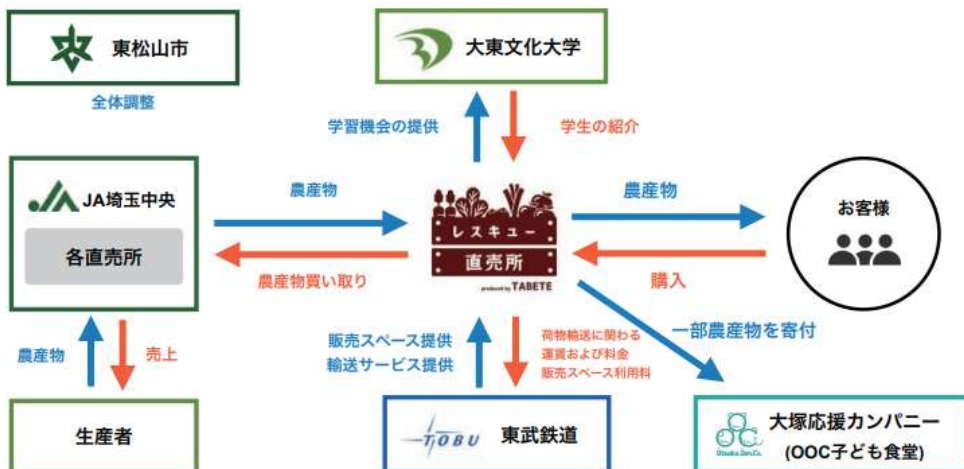 東松山市
全体調整
大東文化大学
学習機会の提供
学生の紹介
JA埼玉中央
各直売所
農産物
農産物買い取り
レスキュー
直売所
produced by TABETE
農産物
購入
お客様
農産物
売上
生産者
販売スペース提供
輸送サービス提供
荷物輸送に関わる
運賃および料金
販売スペース利用料
一部農産物を寄付
TOBU
東武鉄道
Otsuka.Oen.Co.
大塚応援カンパニー
(OOC子ども食堂)